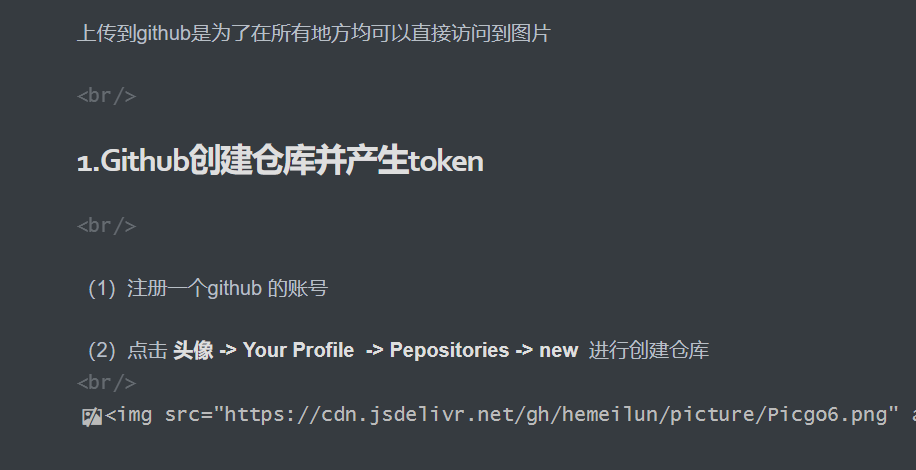 上传到github是为了在所有地方均可以直接访问到图片
<br/>
1.Github创建仓库并产生token
<br/>
（1）注册一个github 的账号
（2）点击 头像 -> Your Profile -> Pepositories -> new 进行创建仓库
<br/>
<img src="https://cdn.jsdelivr.net/gh/hemeilun/picture/Picgo6.png" a